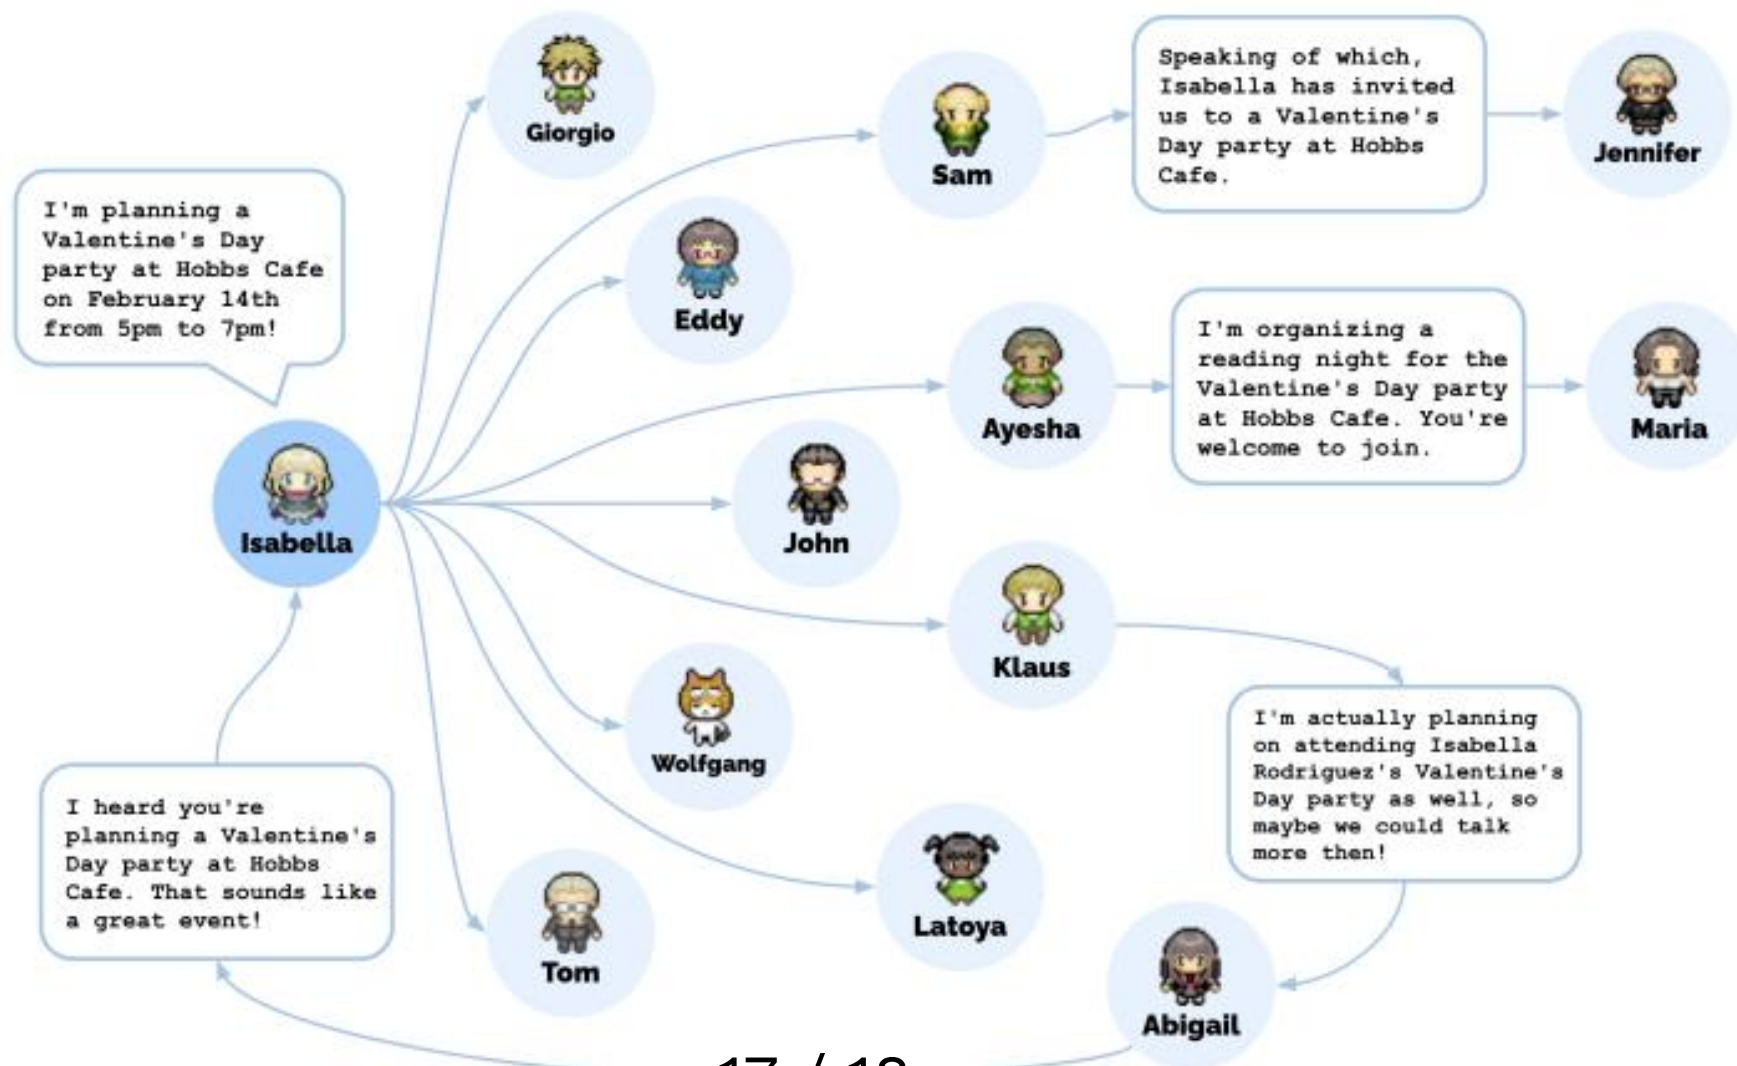 Giorgio
Sam
Speaking of which,
Isabella has invited
us to a Valentine's
Day party at Hobbs
Cafe.
Jennifer
I'm planning a
Valentine's Day
party at Hobbs Cafe
on February 14th
from 5pm to 7pm!
Eddy
Ayesha
I'm organizing a
reading night for the
Valentine's Day party
at Hobbs Cafe. You're
welcome to join.
Maria
Isabella
John
Klaus
Wolfgang
I'm actually planning
on attending Isabella
Rodriguez's Valentine's
Day party as well, so
maybe we could talk
more then!
I heard you're
planning a Valentine's
Day party at Hobbs
Cafe. That sounds like
a great event!
Tom
Latoya
Abigail